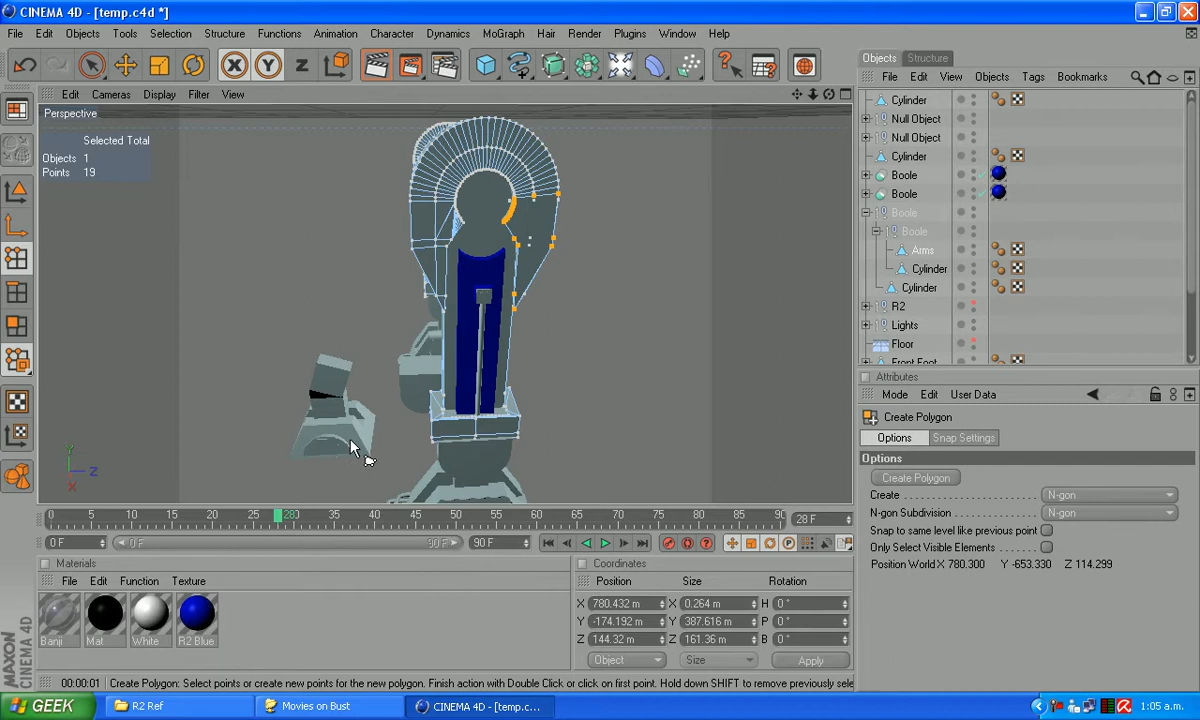 CINEMA 4D - [temp.c4d *]
File Edit Objects Tools Selection Structure Functions Animation Character Dynamics MoGraph Hair Render Plugins Window Help
X Y Z
Edit Cameras Display Filter View
Perspective
Selected Total
Objects 1
Points 19
Y
Z
X
Objects Structure
File Edit View Objects Tags Bookmarks
Cylinder
Null Object
Null Object
Cylinder
Boole
Boole
Boole
Boole
Arms
Cylinder
Cylinder
R2
Lights
Floor
Front Foot
Attributes
Mode Edit User Data
Create Polygon
Options Snap Settings
Options
Create Polygon
Create N-gon
N-gon Subdivision N-gon
Snap to same level like previous point
Only Select Visible Elements
Position World X 780.300 Y -653.330 Z 114.299
0 5 10 15 20 25 28 30 35 40 45 50 55 60 65 70 75 80 85 90
28 F
0 F 0 F 90 F 90 F
Materials
File Edit Function Texture
Banji Mat White R2 Blue
Coordinates
Position Size Rotation
X 780.432 m X 0.264 m H 0 °
Y -174.192 m Y 387.616 m P 0 °
Z 144.32 m Z 161.36 m B 0 °
Object Size Apply
MAXON
CINEMA 4D
00:00:01 Create Polygon: Select points or create new points for the new polygon. Finish action with Double Click or click on first point. Hold down SHIFT to remove previously sele
GEEK R2 Ref Movies on Bust CINEMA 4D - [temp.c... 1:05 a.m.